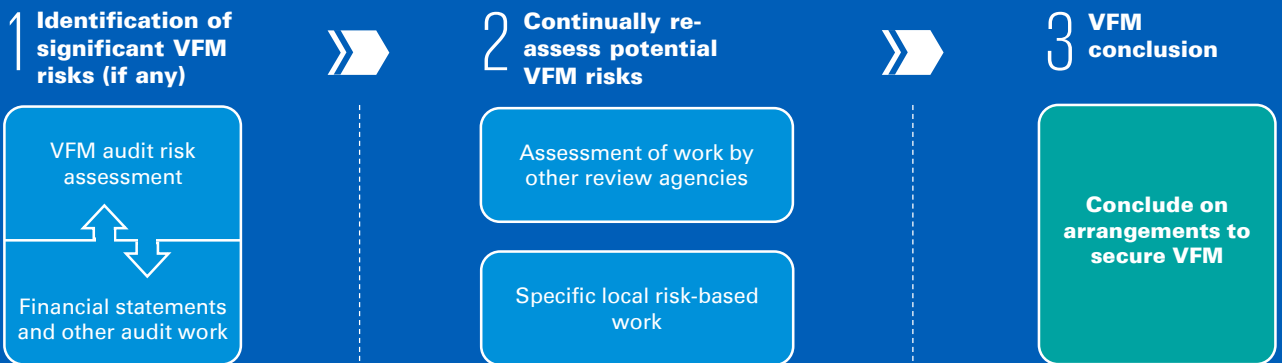 1 Identification of
significant VFM
risks (if any)
2 Continually re-
assess potential
VFM risks
3 VFM
conclusion
VFM audit risk
assessment
Financial statements
and other audit work
Assessment of work by
other review agencies
Specific local risk-based
work
Conclude on
arrangements to
secure VFM